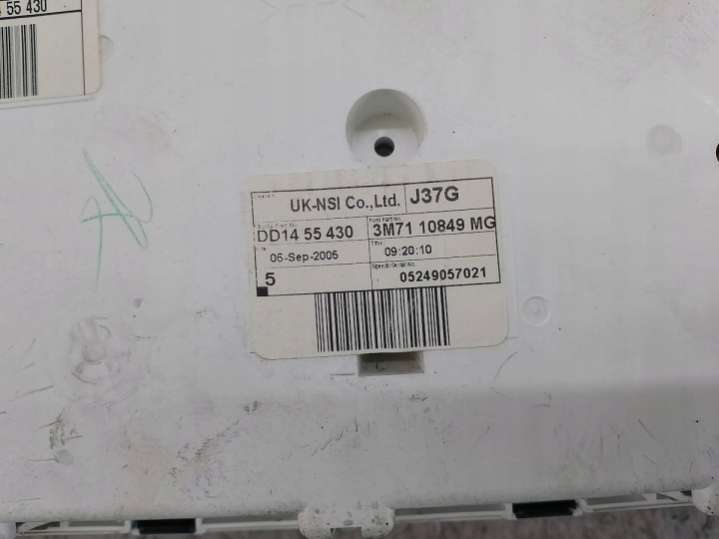 55 430
UK-NSI Co.,Ltd. J37G
DD14 55 430 3M71 10849 MG
06-Sep-2005 09:20:10
5 05249057021